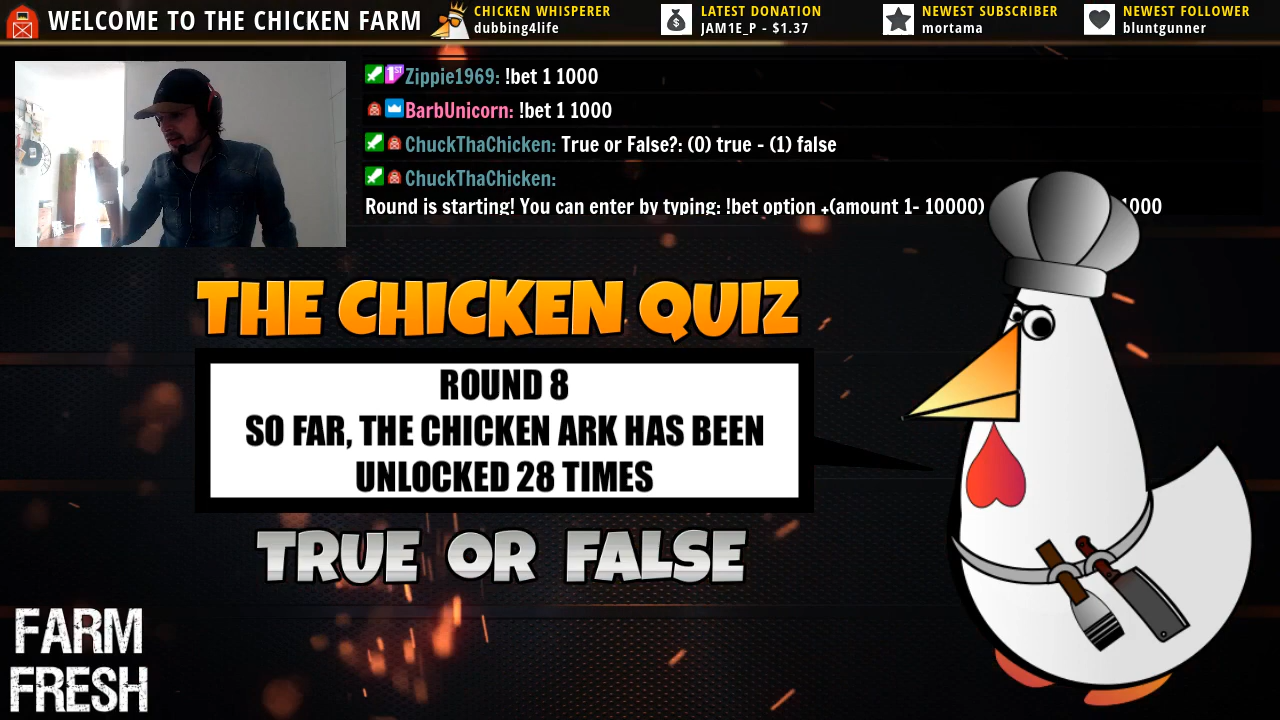 WELCOME TO THE CHICKEN FARM
CHICKEN WHISPERER
dubbing4life
LATEST DONATION
JAM1E_P - $1.37
NEWEST SUBSCRIBER
mortama
NEWEST FOLLOWER
bluntgunner
1ST Zippie1969: !bet 1 1000
BarbUnicorn: !bet 1 1000
ChuckThaChicken: True or False?: (0) true - (1) false
ChuckThaChicken:
Round is starting! You can enter by typing: !bet option +(amount 1- 10000) 1000
THE CHICKEN QUIZ
ROUND 8
SO FAR, THE CHICKEN ARK HAS BEEN
UNLOCKED 28 TIMES
TRUE OR FALSE
FARM
FRESH